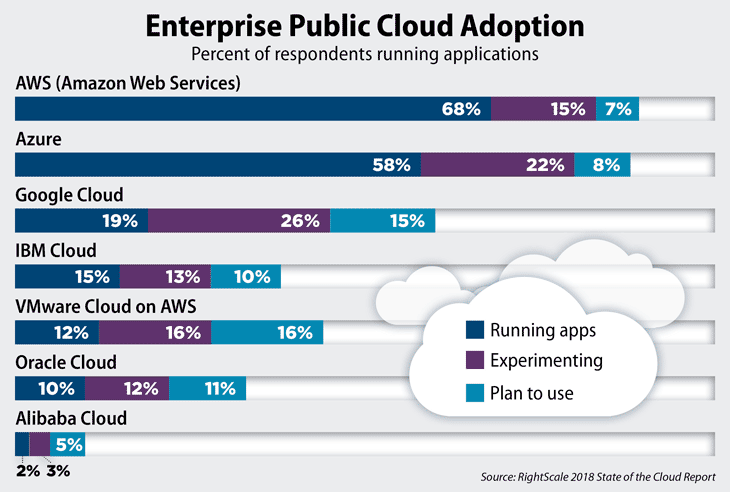 Enterprise Public Cloud Adoption
Percent of respondents running applications
AWS (Amazon Web Services)
68% 15% 7%
Azure
58% 22% 8%
Google Cloud
19% 26% 15%
IBM Cloud
15% 13% 10%
VMware Cloud on AWS
12% 16% 16%
Oracle Cloud
10% 12% 11%
Alibaba Cloud
5%
2% 3%
Running apps
Experimenting
Plan to use
Source: RightScale 2018 State of the Cloud Report